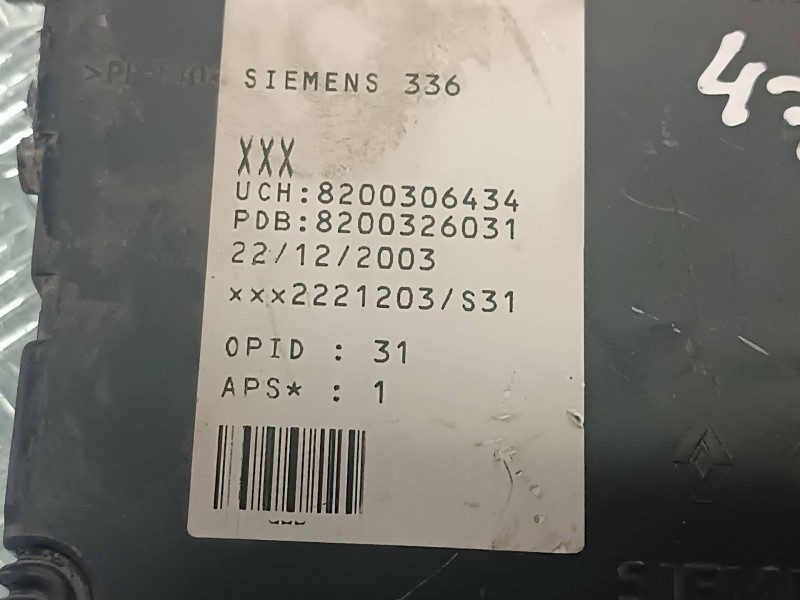 SIEMENS 336
XXX
UCH:8200306434
PDB:8200326031
22/12/2003
xxx2221203/S31
OPID : 31
APS* : 1